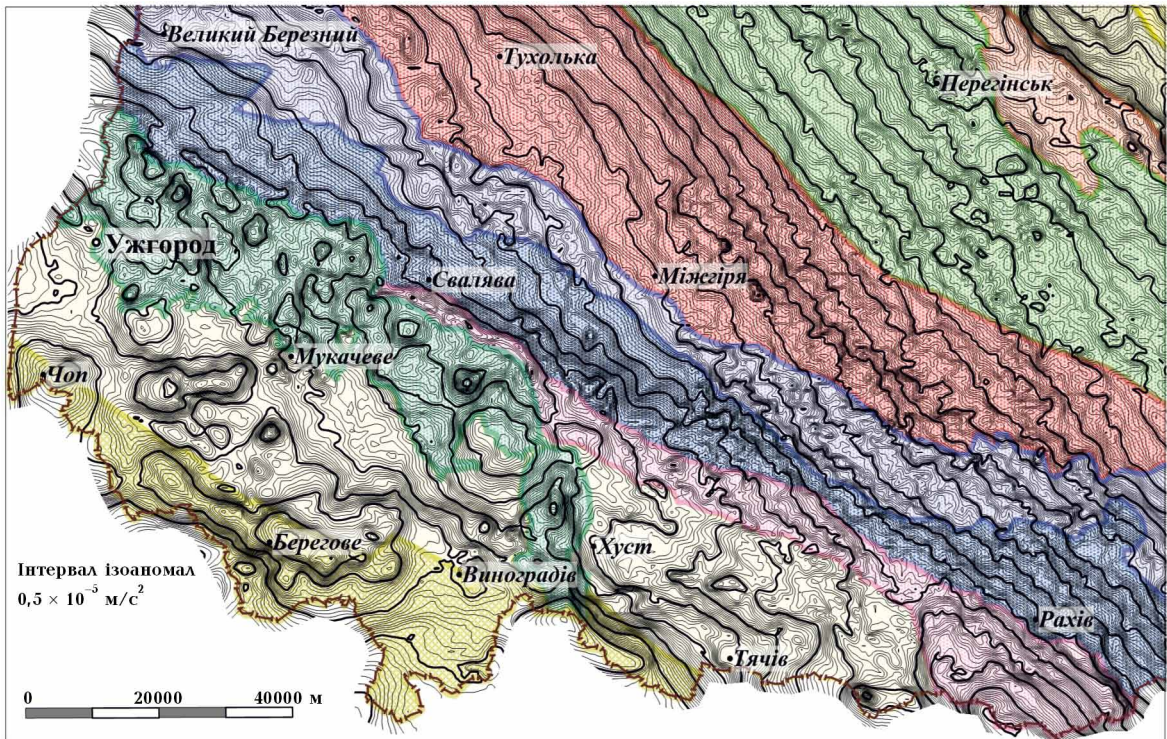 Великий Березний
Тухолька
Перегінськ
Ужгород
Свалява
Міжгіря
Мукачеве
Чоп
Берегове
Хуст
Виноградів
Інтервал ізоаномал
0,5 × 10⁻⁵ м/с²
Рахів
Тячів
0 20000 40000 м